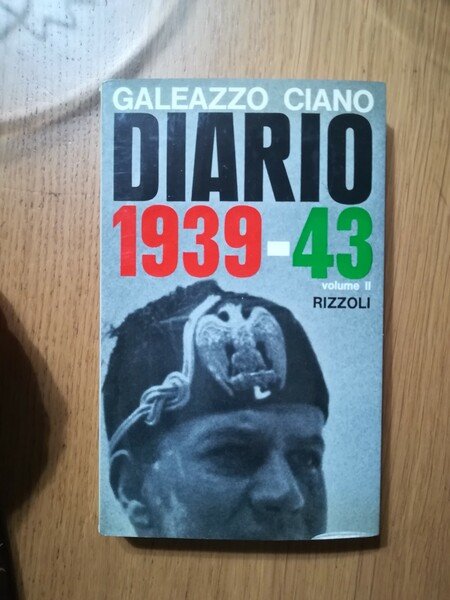 GALEAZZO CIANO
DIARIO
1939-43
volume II
RIZZOLI